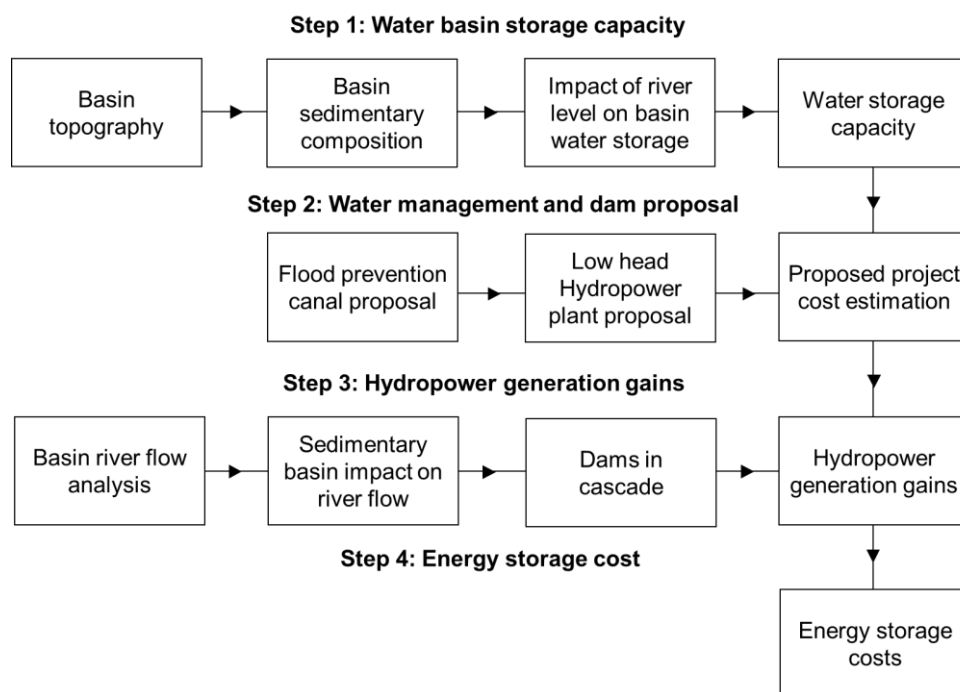 Step 1: Water basin storage capacity
Basin
topography
Basin
sedimentary
composition
Impact of river
level on basin
water storage
Water storage
capacity
Step 2: Water management and dam proposal
Flood prevention
canal proposal
Low head
Hydropower
plant proposal
Proposed project
cost estimation
Step 3: Hydropower generation gains
Basin river flow
analysis
Sedimentary
basin impact on
river flow
Dams in
cascade
Hydropower
generation gains
Step 4: Energy storage cost
Energy storage
costs